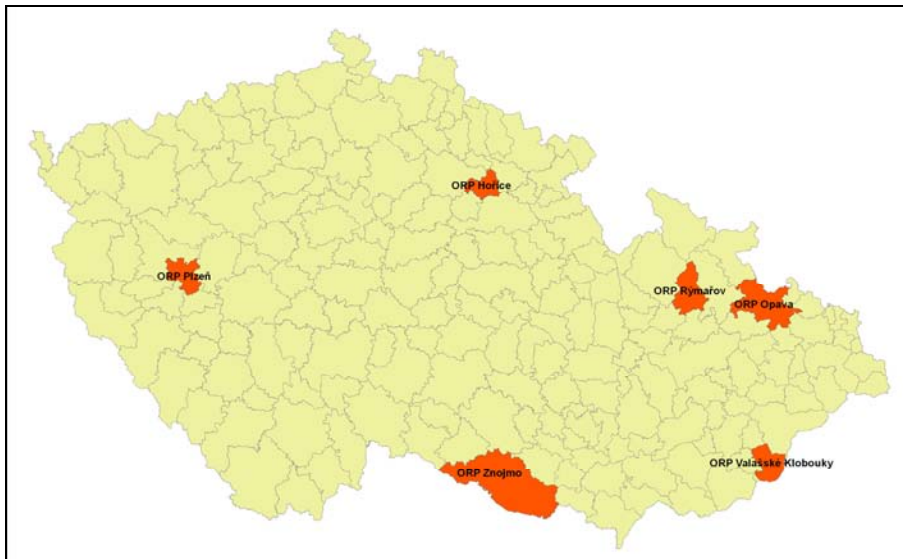 ORP Hořice
ORP Plzeň
ORP Rýmařov
ORP Opava
ORP Valašské Klobouky
ORP Znojmo